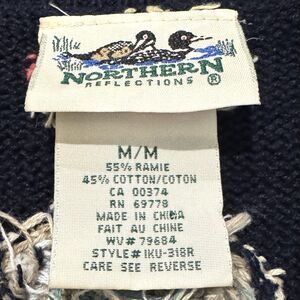 NORTHERN
REFLECTIONS ®
M/M
55% RAMIE
45% COTTON/COTON
CA 00374
RN 69778
MADE IN CHINA
FAIT AU CHINE
WV# 79684
STYLE# IKU-318R
CARE SEE REVERSE